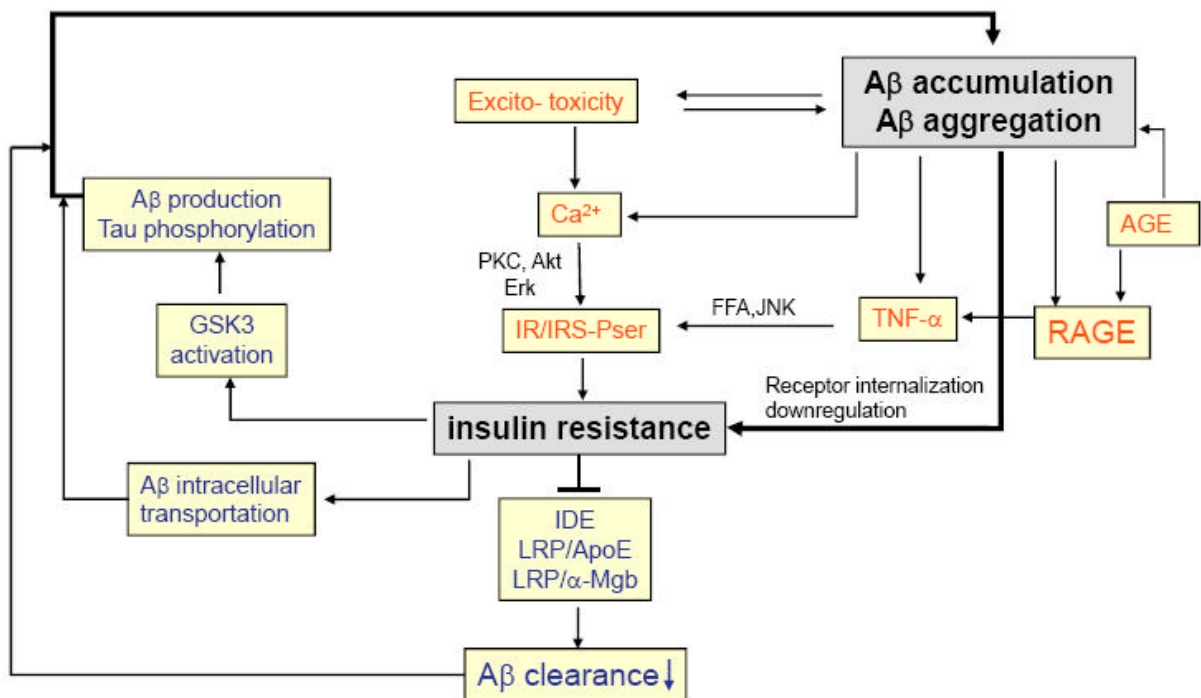 Aβ accumulation
Aβ aggregation
Excito- toxicity
Aβ production
Tau phosphorylation
Ca²⁺
AGE
PKC, Akt
Erk
GSK3
activation
IR/IRS-Pser
FFA,JNK
TNF-α
RAGE
Receptor internalization
downregulation
insulin resistance
Aβ intracellular
transportation
IDE
LRP/ApoE
LRP/α-Mgb
Aβ clearance↓